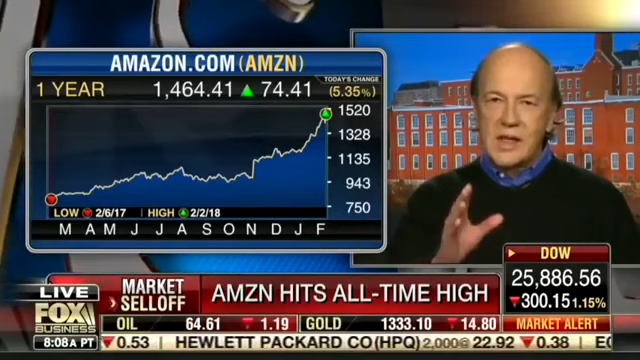 AMAZON.COM (AMZN)
TODAY'S CHANGE
1 YEAR 1,464.41 74.41 (5.35%)
1520
1328
1135
943
750
LOW 2/6/17 HIGH 2/2/18
M A M J J A S O N D J F
DOW
25,886.56
300.15 1.15%
MARKET ALERT
MARKET
SELLOFF
AMZN HITS ALL-TIME HIGH
LIVE
FOX
BUSINESS
8:08 A PT
OIL 64.61 1.19 GOLD 1333.10 14.80
0.53 HEWLETT PACKARD CO(HPQ) 2,000@22.92 0.38